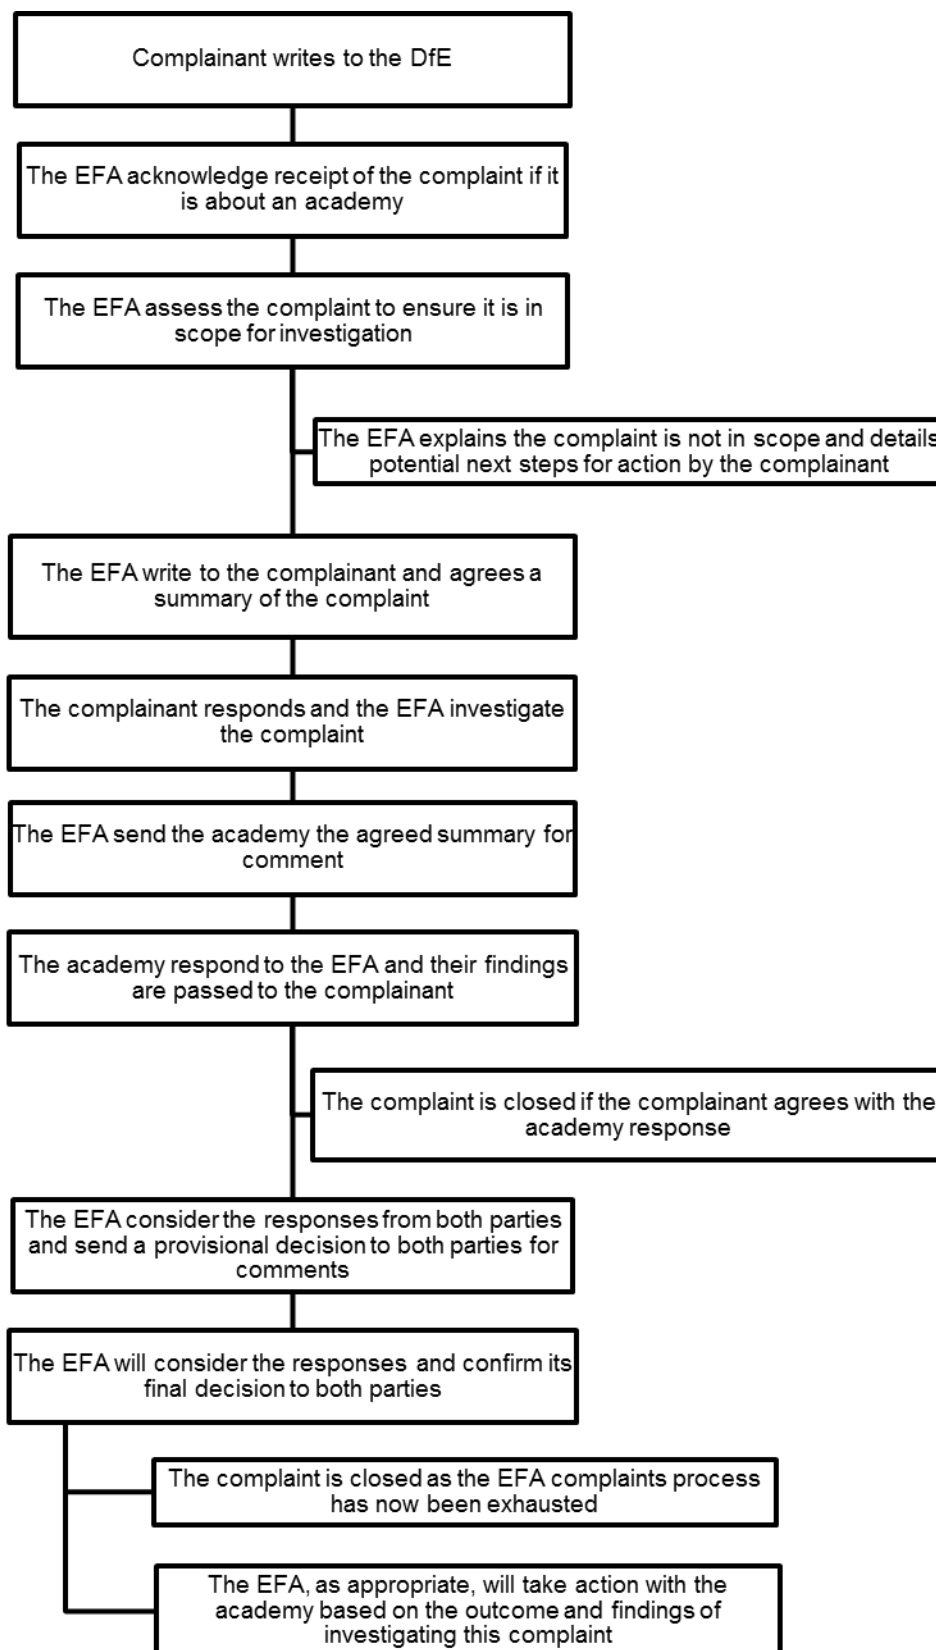 Complainant writes to the DfE
The EFA acknowledge receipt of the complaint if it
is about an academy
The EFA assess the complaint to ensure it is in
scope for investigation
The EFA explains the complaint is not in scope and details
potential next steps for action by the complainant
The EFA write to the complainant and agrees a
summary of the complaint
The complainant responds and the EFA investigate
the complaint
The EFA send the academy the agreed summary for
comment
The academy respond to the EFA and their findings
are passed to the complainant
The complaint is closed if the complainant agrees with the
academy response
The EFA consider the responses from both parties
and send a provisional decision to both parties for
comments
The EFA will consider the responses and confirm its
final decision to both parties
The complaint is closed as the EFA complaints process
has now been exhausted
The EFA, as appropriate, will take action with the
academy based on the outcome and findings of
investigating this complaint